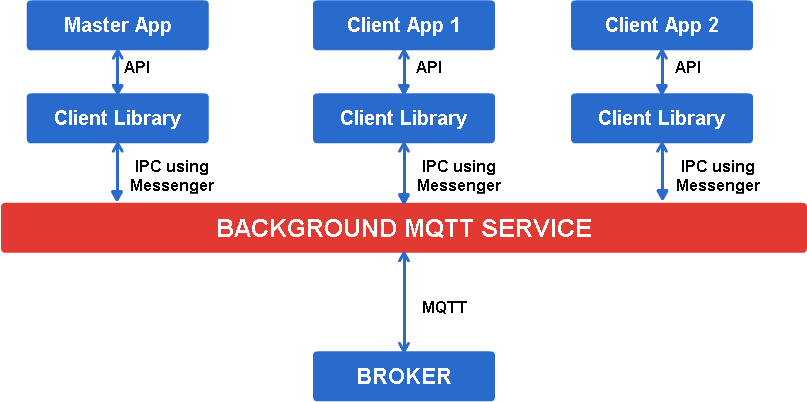 Master App
Client App 1
Client App 2
API
API
API
Client Library
Client Library
Client Library
IPC using
Messenger
IPC using
Messenger
IPC using
Messenger
BACKGROUND MQTT SERVICE
MQTT
BROKER